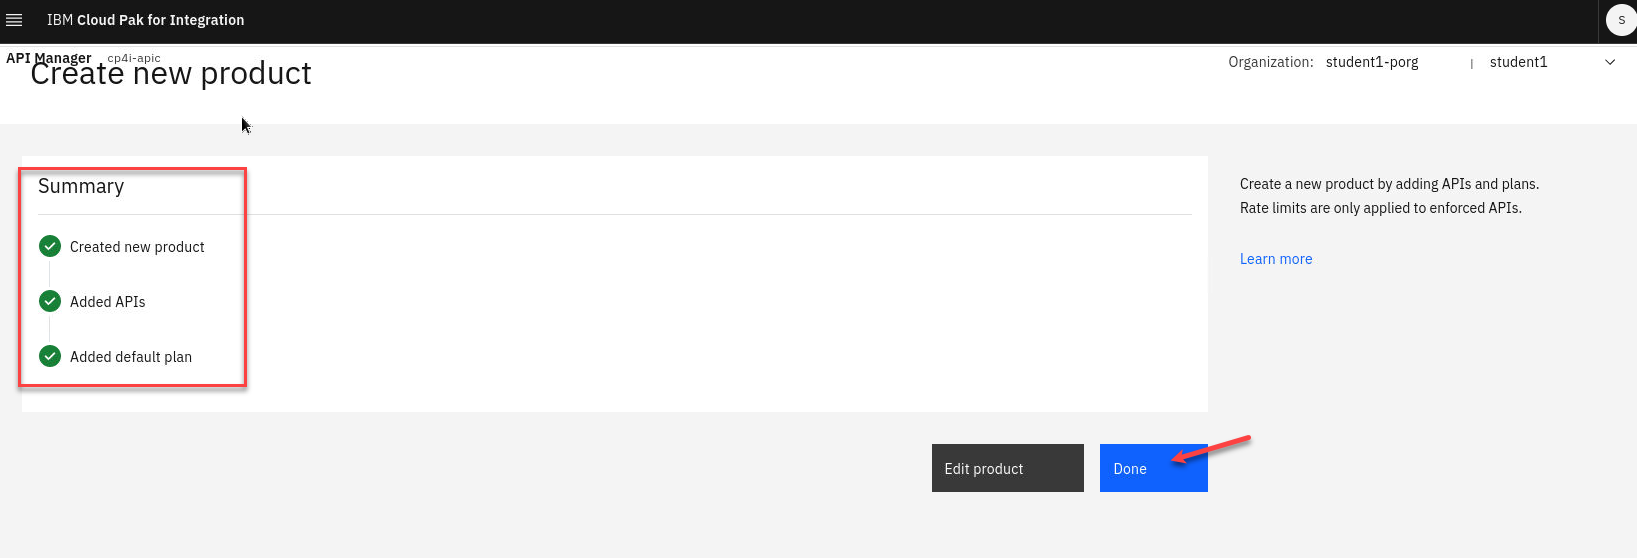 IBM Cloud Pak for Integration
S
API Manager cp4i-apic
Create new product
Organization: student1-porg | student1
Summary
Created new product
Added APIs
Added default plan
Create a new product by adding APIs and plans.
Rate limits are only applied to enforced APIs.
Learn more
Edit product
Done